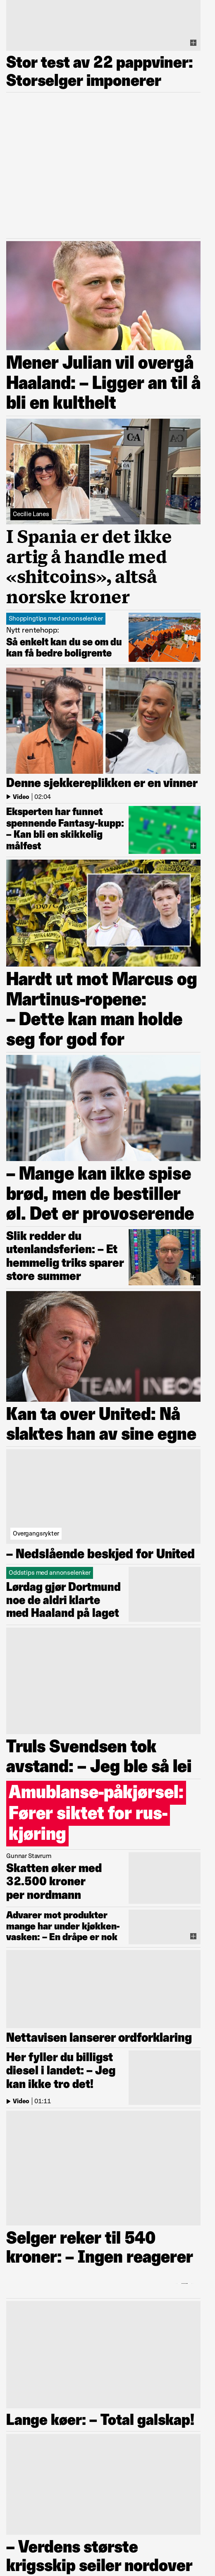 Stor test av 22 pappviner:
Storselger imponerer
Mener Julian vil overgå
Haaland: – Ligger an til å
bli en kulthelt
C&A
Cecilie Lanes
I Spania er det ikke
artig å handle med
«shitcoins», altså
norske kroner
Shoppingtips med annonselenker
Nytt rentehopp:
Så enkelt kan du se om du
kan få bedre boligrente
Denne sjekkereplikken er en vinner
Video | 02:04
Eksperten har funnet
spennende Fantasy-kupp:
– Kan bli en skikkelig
målfest
Hardt ut mot Marcus og
Martinus-ropene:
– Dette kan man holde
seg for god for
– Mange kan ikke spise
brød, men de bestiller
øl. Det er provoserende
Slik redder du
utenlandsferien: – Et
hemmelig triks sparer
store summer
TEAM INEOS
Kan ta over United: Nå
slaktes han av sine egne
Overgangsrykter
– Nedslående beskjed for United
Oddstips med annonselenker
Lørdag gjør Dortmund
noe de aldri klarte
med Haaland på laget
Truls Svendsen tok
avstand: – Jeg ble så lei
Amublanse-påkjørsel:
Fører siktet for rus-
kjøring
Gunnar Stavrum
Skatten øker med
32.500 kroner
per nordmann
Advarer mot produkter
mange har under kjøkken-
vasken: – En dråpe er nok
Nettavisen lanserer ordforklaring
Her fyller du billigst
diesel i landet: – Jeg
kan ikke tro det!
Video | 01:11
Selger reker til 540
kroner: – Ingen reagerer
Lange køer: – Total galskap!
– Verdens største
krigsskip seiler nordover